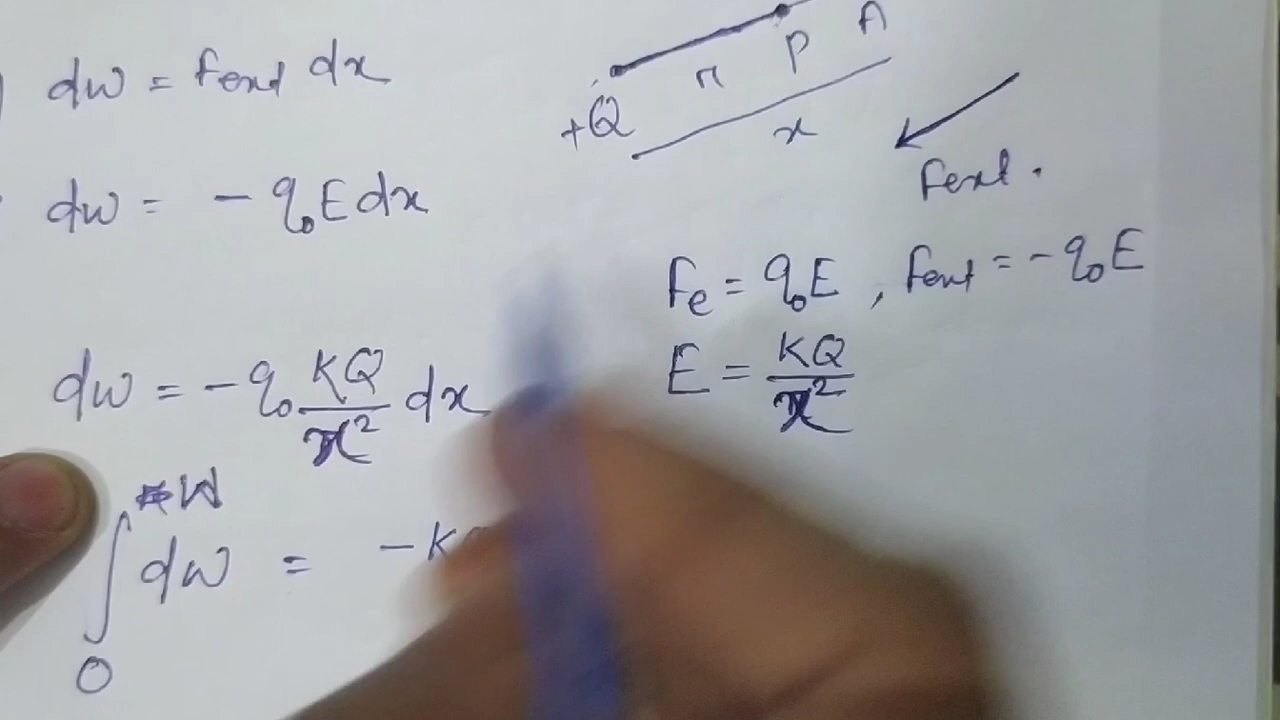 dw = Fext dx
P A
r
+Q
x
Fext.
dw = - q₀E dx
Fe = q₀E , Fext = - q₀E
E = KQ/x²
dw = - q₀ KQ/x² dx
W
∫ dw = - K
0